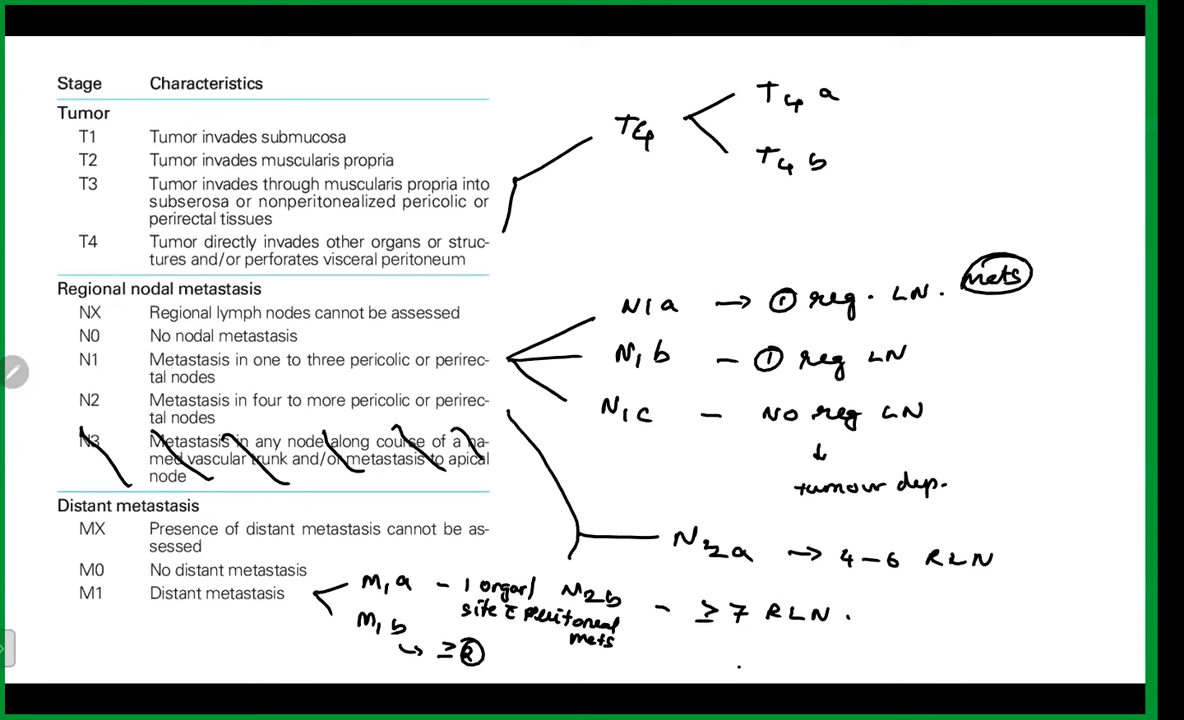 Stage Characteristics
Tumor
T1 Tumor invades submucosa
T2 Tumor invades muscularis propria
T3 Tumor invades through muscularis propria into
subserosa or nonperitonealized pericolic or
perirectal tissues
T4 Tumor directly invades other organs or struc-
tures and/or perforates visceral peritoneum
Regional nodal metastasis
NX Regional lymph nodes cannot be assessed
N0 No nodal metastasis
N1 Metastasis in one to three pericolic or perirec-
tal nodes
N2 Metastasis in four to more pericolic or perirec-
tal nodes
N3 Metastasis in any node along course of a na-
med vascular trunk and/or metastasis to apical
node
Distant metastasis
MX Presence of distant metastasis cannot be as-
sessed
M0 No distant metastasis
M1 Distant metastasis
T4
T4 a
T4 b
N1a → ① reg. LN. mets
N1b - ① reg LN
N1c - NO reg LN
↓
tumour dep.
N2a → 4-6 RLN
N2b - ≥ 7 RLN.
M1a - 1 organ/
site c̄ peritoneal
mets
M1b
↳ ≥②